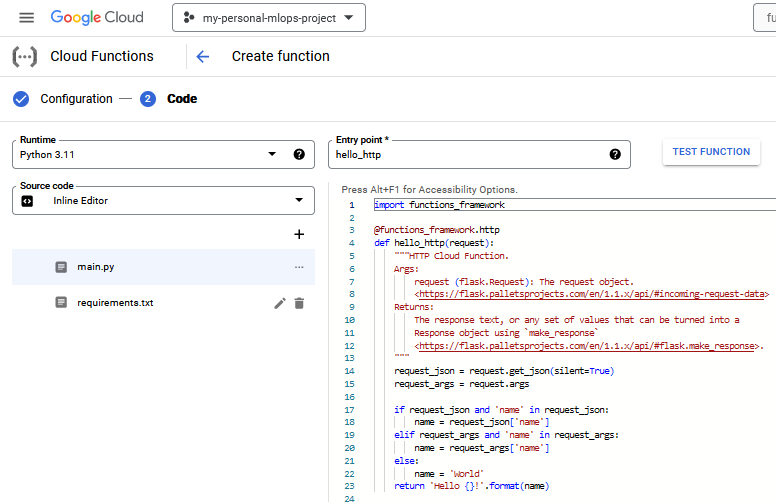 Google Cloud
my-personal-mlops-project
fu
Cloud Functions
Create function
Configuration — 2 Code
Runtime
Python 3.11
Entry point *
hello_http
TEST FUNCTION
Source code
Inline Editor
main.py
requirements.txt
Press Alt+F1 for Accessibility Options.
1 import functions_framework
2
3 @functions_framework.http
4 def hello_http(request):
5 """HTTP Cloud Function.
6 Args:
7 request (flask.Request): The request object.
8 <https://flask.palletsprojects.com/en/1.1.x/api/#incoming-request-data>
9 Returns:
10 The response text, or any set of values that can be turned into a
11 Response object using `make_response`
12 <https://flask.palletsprojects.com/en/1.1.x/api/#flask.make_response>.
13 """
14 request_json = request.get_json(silent=True)
15 request_args = request.args
16
17 if request_json and 'name' in request_json:
18 name = request_json['name']
19 elif request_args and 'name' in request_args:
20 name = request_args['name']
21 else:
22 name = 'World'
23 return 'Hello {}!'.format(name)
24